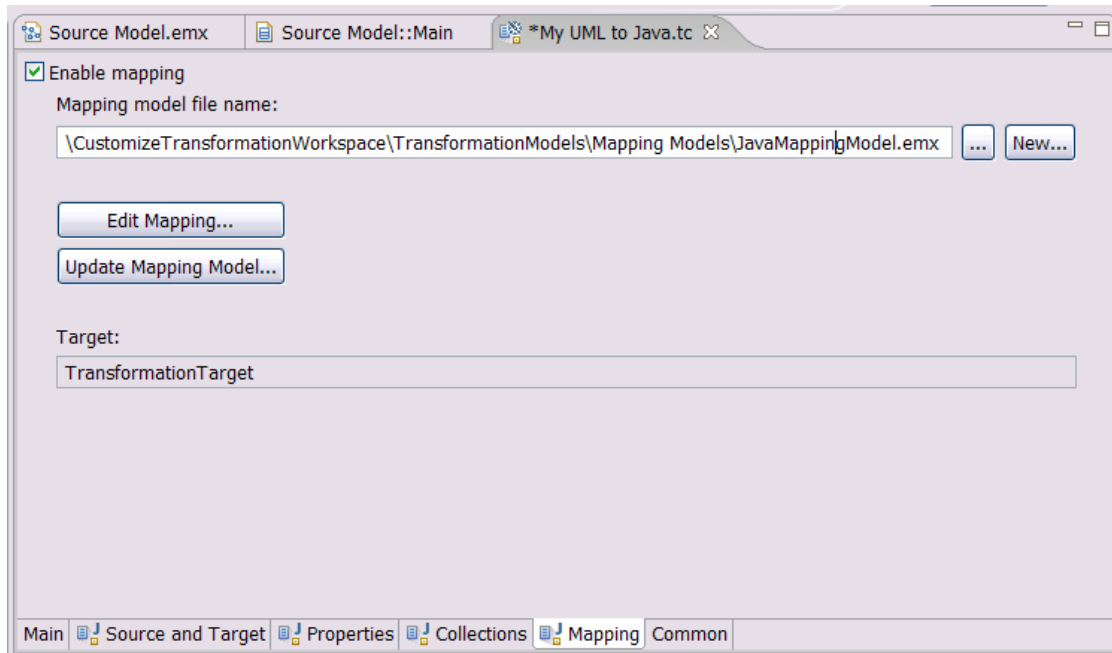 Source Model.emx Source Model::Main *My UML to Java.tc
Enable mapping
Mapping model file name:
\CustomizeTransformationWorkspace\TransformationModels\Mapping Models\JavaMappingModel.emx ... New...
Edit Mapping...
Update Mapping Model...
Target:
TransformationTarget
Main Source and Target Properties Collections Mapping Common